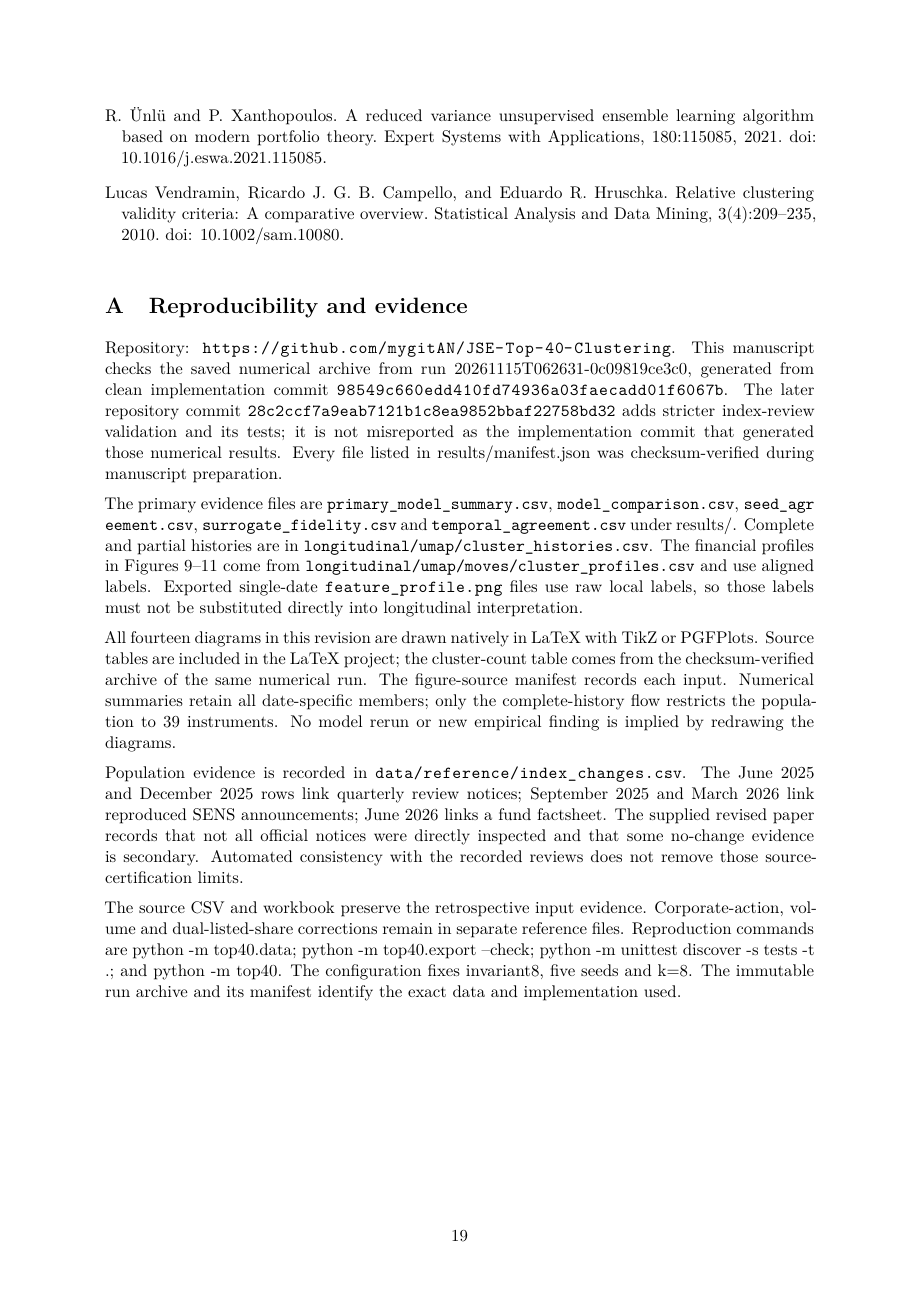 R. Ünlü and P. Xanthopoulos. A reduced variance unsupervised ensemble learning algorithm
based on modern portfolio theory. Expert Systems with Applications, 180:115085, 2021. doi:
10.1016/j.eswa.2021.115085.
Lucas Vendramin, Ricardo J. G. B. Campello, and Eduardo R. Hruschka. Relative clustering
validity criteria: A comparative overview. Statistical Analysis and Data Mining, 3(4):209–235,
2010. doi: 10.1002/sam.10080.
A Reproducibility and evidence
Repository: https://github.com/mygitAN/JSE-Top-40-Clustering. This manuscript
checks the saved numerical archive from run 20261115T062631-0c09819ce3c0, generated from
clean implementation commit 98549c660edd410fd74936a03faecadd01f6067b. The later
repository commit 28c2ccf7a9eab7121b1c8ea9852bbaf22758bd32 adds stricter index-review
validation and its tests; it is not misreported as the implementation commit that generated
those numerical results. Every file listed in results/manifest.json was checksum-verified during
manuscript preparation.
The primary evidence files are primary_model_summary.csv, model_comparison.csv, seed_agr
eement.csv, surrogate_fidelity.csv and temporal_agreement.csv under results/. Complete
and partial histories are in longitudinal/umap/cluster_histories.csv. The financial profiles
in Figures 9–11 come from longitudinal/umap/moves/cluster_profiles.csv and use aligned
labels. Exported single-date feature_profile.png files use raw local labels, so those labels
must not be substituted directly into longitudinal interpretation.
All fourteen diagrams in this revision are drawn natively in LaTeX with TikZ or PGFPlots. Source
tables are included in the LaTeX project; the cluster-count table comes from the checksum-verified
archive of the same numerical run. The figure-source manifest records each input. Numerical
summaries retain all date-specific members; only the complete-history flow restricts the popula-
tion to 39 instruments. No model rerun or new empirical finding is implied by redrawing the
diagrams.
Population evidence is recorded in data/reference/index_changes.csv. The June 2025
and December 2025 rows link quarterly review notices; September 2025 and March 2026 link
reproduced SENS announcements; June 2026 links a fund factsheet. The supplied revised paper
records that not all official notices were directly inspected and that some no-change evidence
is secondary. Automated consistency with the recorded reviews does not remove those source-
certification limits.
The source CSV and workbook preserve the retrospective input evidence. Corporate-action, vol-
ume and dual-listed-share corrections remain in separate reference files. Reproduction commands
are python -m top40.data; python -m top40.export –check; python -m unittest discover -s tests -t
.; and python -m top40. The configuration fixes invariant8, five seeds and k=8. The immutable
run archive and its manifest identify the exact data and implementation used.
19